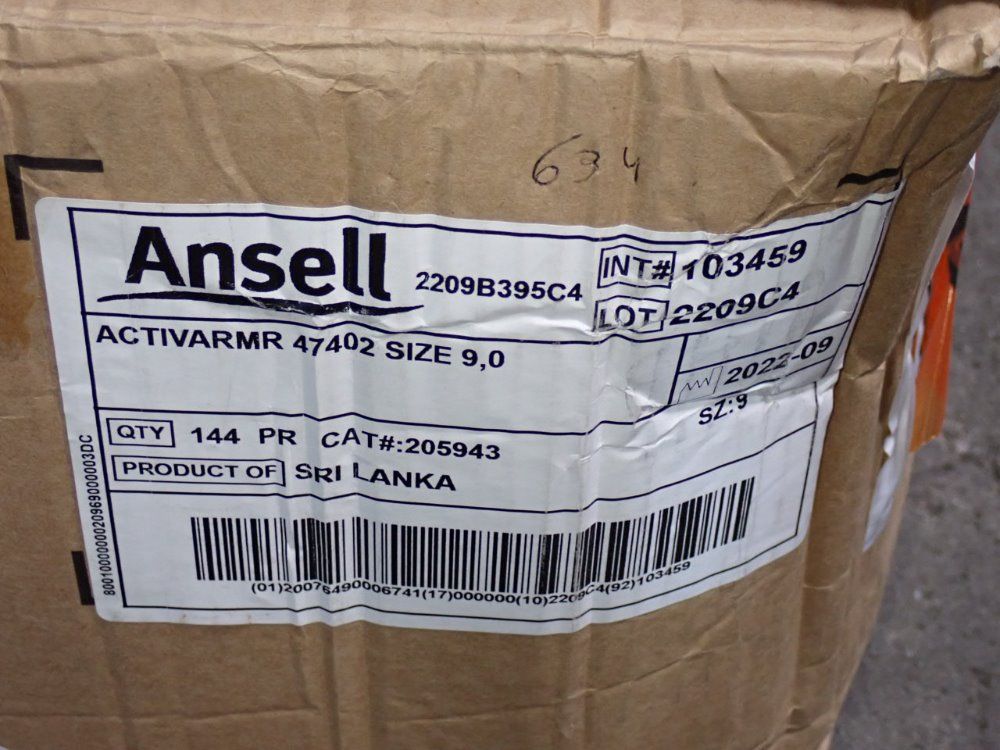 634
Ansell 2209B395C4 INT# 103459
LOT 2209C4
ACTIVARMR 47402 SIZE 9,0
2022-09
SZ:9
QTY 144 PR CAT#:205943
PRODUCT OF SRI LANKA
(01)20076490006741(17)000000(10)2209C4(92)103459
8001000000209690000003DC